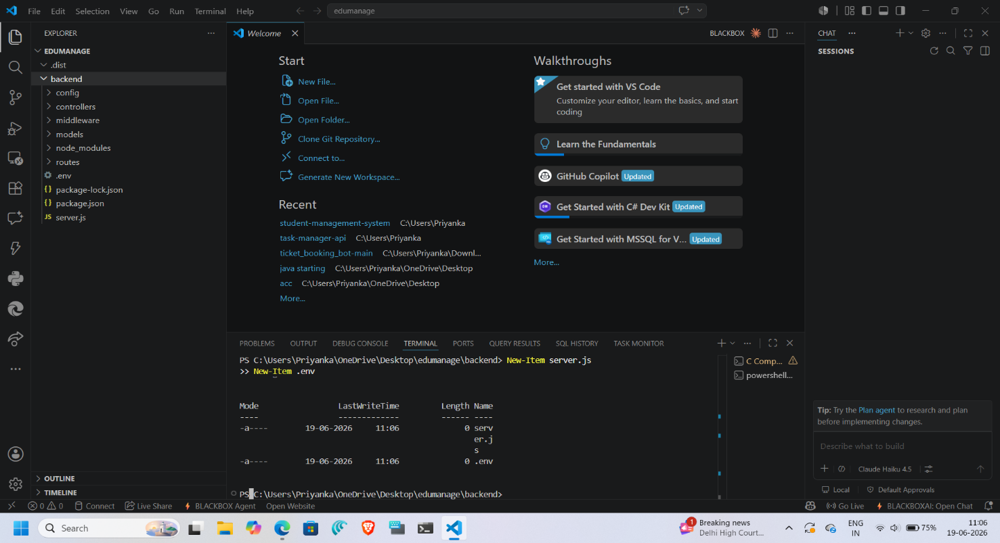 File Edit Selection View Go Run Terminal Help
edumanage
EXPLORER
EDUMANAGE
.dist
backend
config
controllers
middleware
models
node_modules
routes
.env
{} package-lock.json
{} package.json
JS server.js
OUTLINE
TIMELINE
Welcome
BLACKBOX
Start
New File...
Open File...
Open Folder...
Clone Git Repository...
Connect to...
Generate New Workspace...
Recent
student-management-system C:\Users\Priyanka
task-manager-api C:\Users\Priyanka
ticket_booking_bot-main C:\Users\Priyanka\Downl...
java starting C:\Users\Priyanka\OneDrive\Desktop
acc C:\Users\Priyanka\OneDrive\Desktop
More...
Walkthroughs
Get started with VS Code
Customize your editor, learn the basics, and start
coding
Learn the Fundamentals
GitHub Copilot Updated
Get Started with C# Dev Kit Updated
Get Started with MSSQL for V... Updated
More...
PROBLEMS OUTPUT DEBUG CONSOLE TERMINAL PORTS QUERY RESULTS SQL HISTORY TASK MONITOR
PS C:\Users\Priyanka\OneDrive\Desktop\edumanage\backend> New-Item server.js
>> New-Item .env
Mode LastWriteTime Length Name
---- ------------- ------ ----
-a---- 19-06-2026 11:06 0 serv
er.j
s
-a---- 19-06-2026 11:06 0 .env
PS C:\Users\Priyanka\OneDrive\Desktop\edumanage\backend>
C Comp...
powershell...
CHAT
SESSIONS
Tip: Try the Plan agent to research and plan
before implementing changes.
Describe what to build
Claude Haiku 4.5
Local Default Approvals
0 0 Connect Live Share BLACKBOX Agent Open Website
Go Live BLACKBOXAI: Open Chat
Search
1
Breaking news
Delhi High Court...
ENG
IN
75%
11:06
19-06-2026